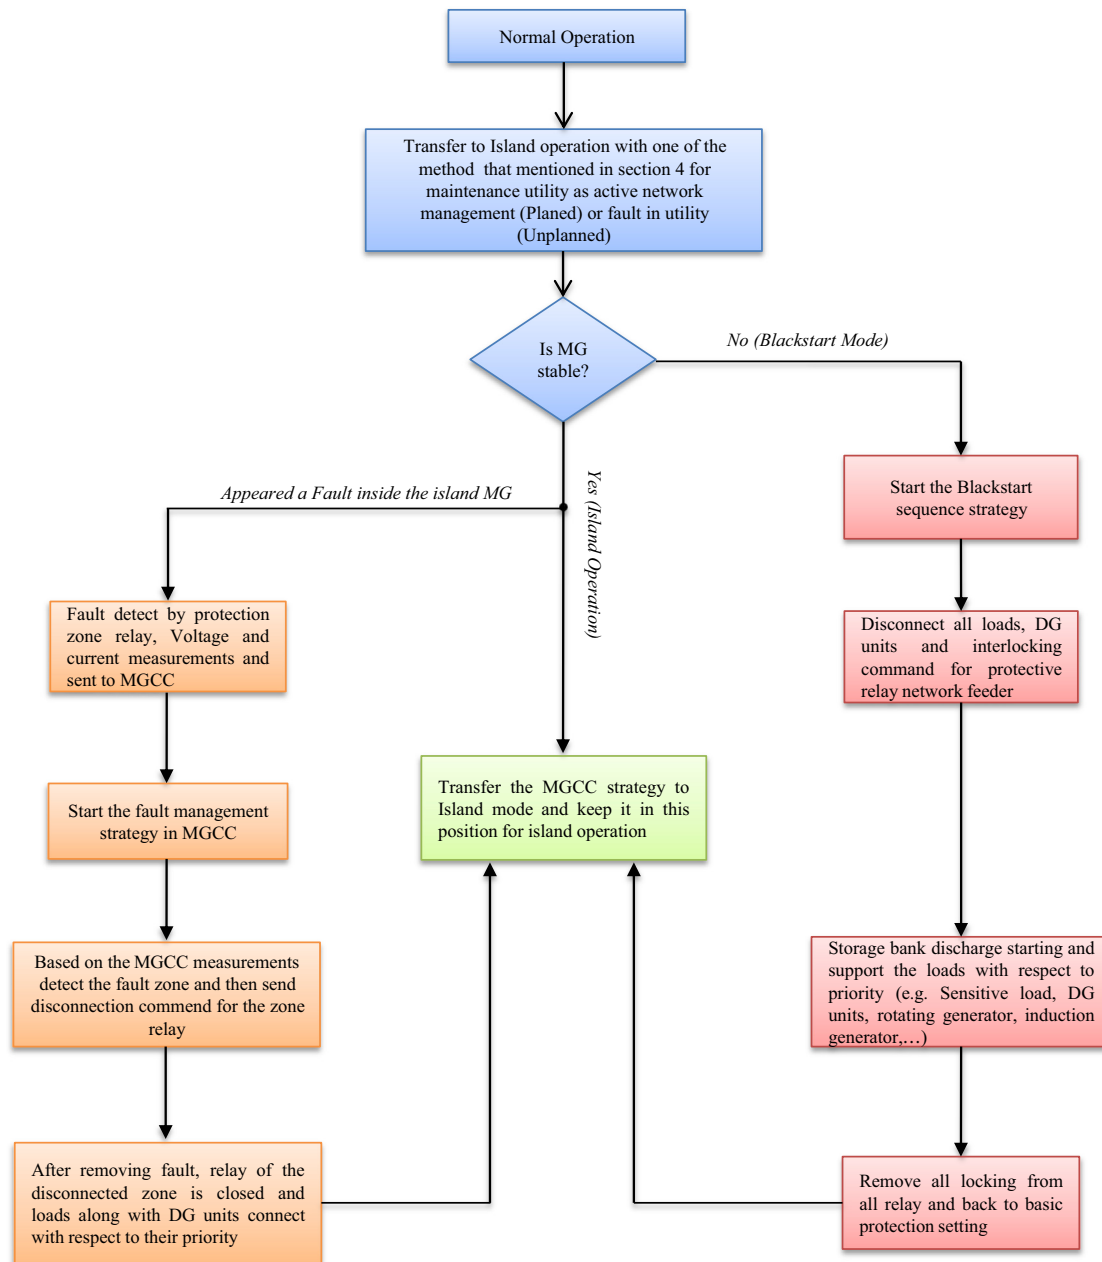 Normal Operation
Transfer to Island operation with one of the
method that mentioned in section 4 for
maintenance utility as active network
management (Planed) or fault in utility
(Unplanned)
Is MG
stable?
No (Blackstart Mode)
Appeared a Fault inside the island MG
Yes (Island Operation)
Start the Blackstart
sequence strategy
Fault detect by protection
zone relay, Voltage and
current measurements and
sent to MGCC
Disconnect all loads, DG
units and interlocking
command for protective
relay network feeder
Transfer the MGCC strategy to
Island mode and keep it in this
position for island operation
Start the fault management
strategy in MGCC
Based on the MGCC measurements
detect the fault zone and then send
disconnection commend for the zone
relay
Storage bank discharge starting and
support the loads with respect to
priority (e.g. Sensitive load, DG
units, rotating generator, induction
generator,…)
After removing fault, relay of the
disconnected zone is closed and
loads along with DG units connect
with respect to their priority
Remove all locking from
all relay and back to basic
protection setting